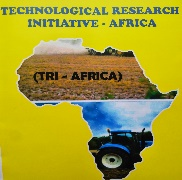 TECHNOLOGICAL RESEARCH
INITIATIVE - AFRICA
(TRI - AFRICA)